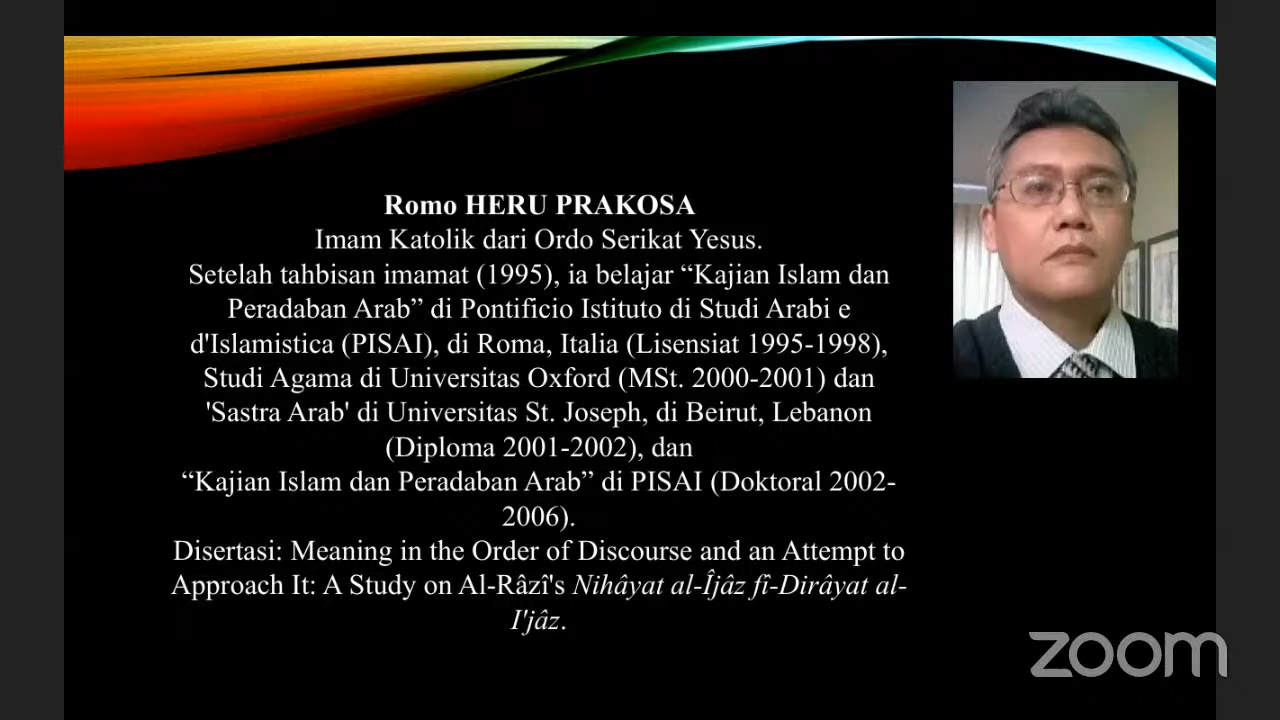 Romo HERU PRAKOSA
Imam Katolik dari Ordo Serikat Yesus.
Setelah tahbisan imamat (1995), ia belajar “Kajian Islam dan
Peradaban Arab” di Pontificio Istituto di Studi Arabi e
d'Islamistica (PISAI), di Roma, Italia (Lisensiat 1995-1998),
Studi Agama di Universitas Oxford (MSt. 2000-2001) dan
'Sastra Arab' di Universitas St. Joseph, di Beirut, Lebanon
(Diploma 2001-2002), dan
“Kajian Islam dan Peradaban Arab” di PISAI (Doktoral 2002-
2006).
Disertasi: Meaning in the Order of Discourse and an Attempt to
Approach It: A Study on Al-Râzî's Nihâyat al-Îjâz fî-Dirâyat al-
I'jâz.
zoom